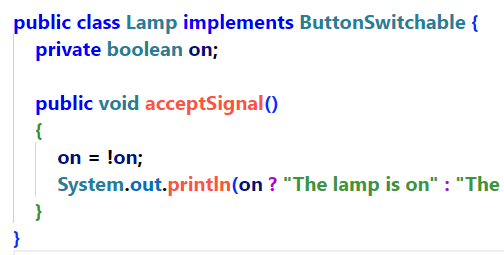 public class Lamp implements ButtonSwitchable {
private boolean on;
public void acceptSignal()
{
on = !on;
System.out.println(on ? "The lamp is on" : "The
}
}